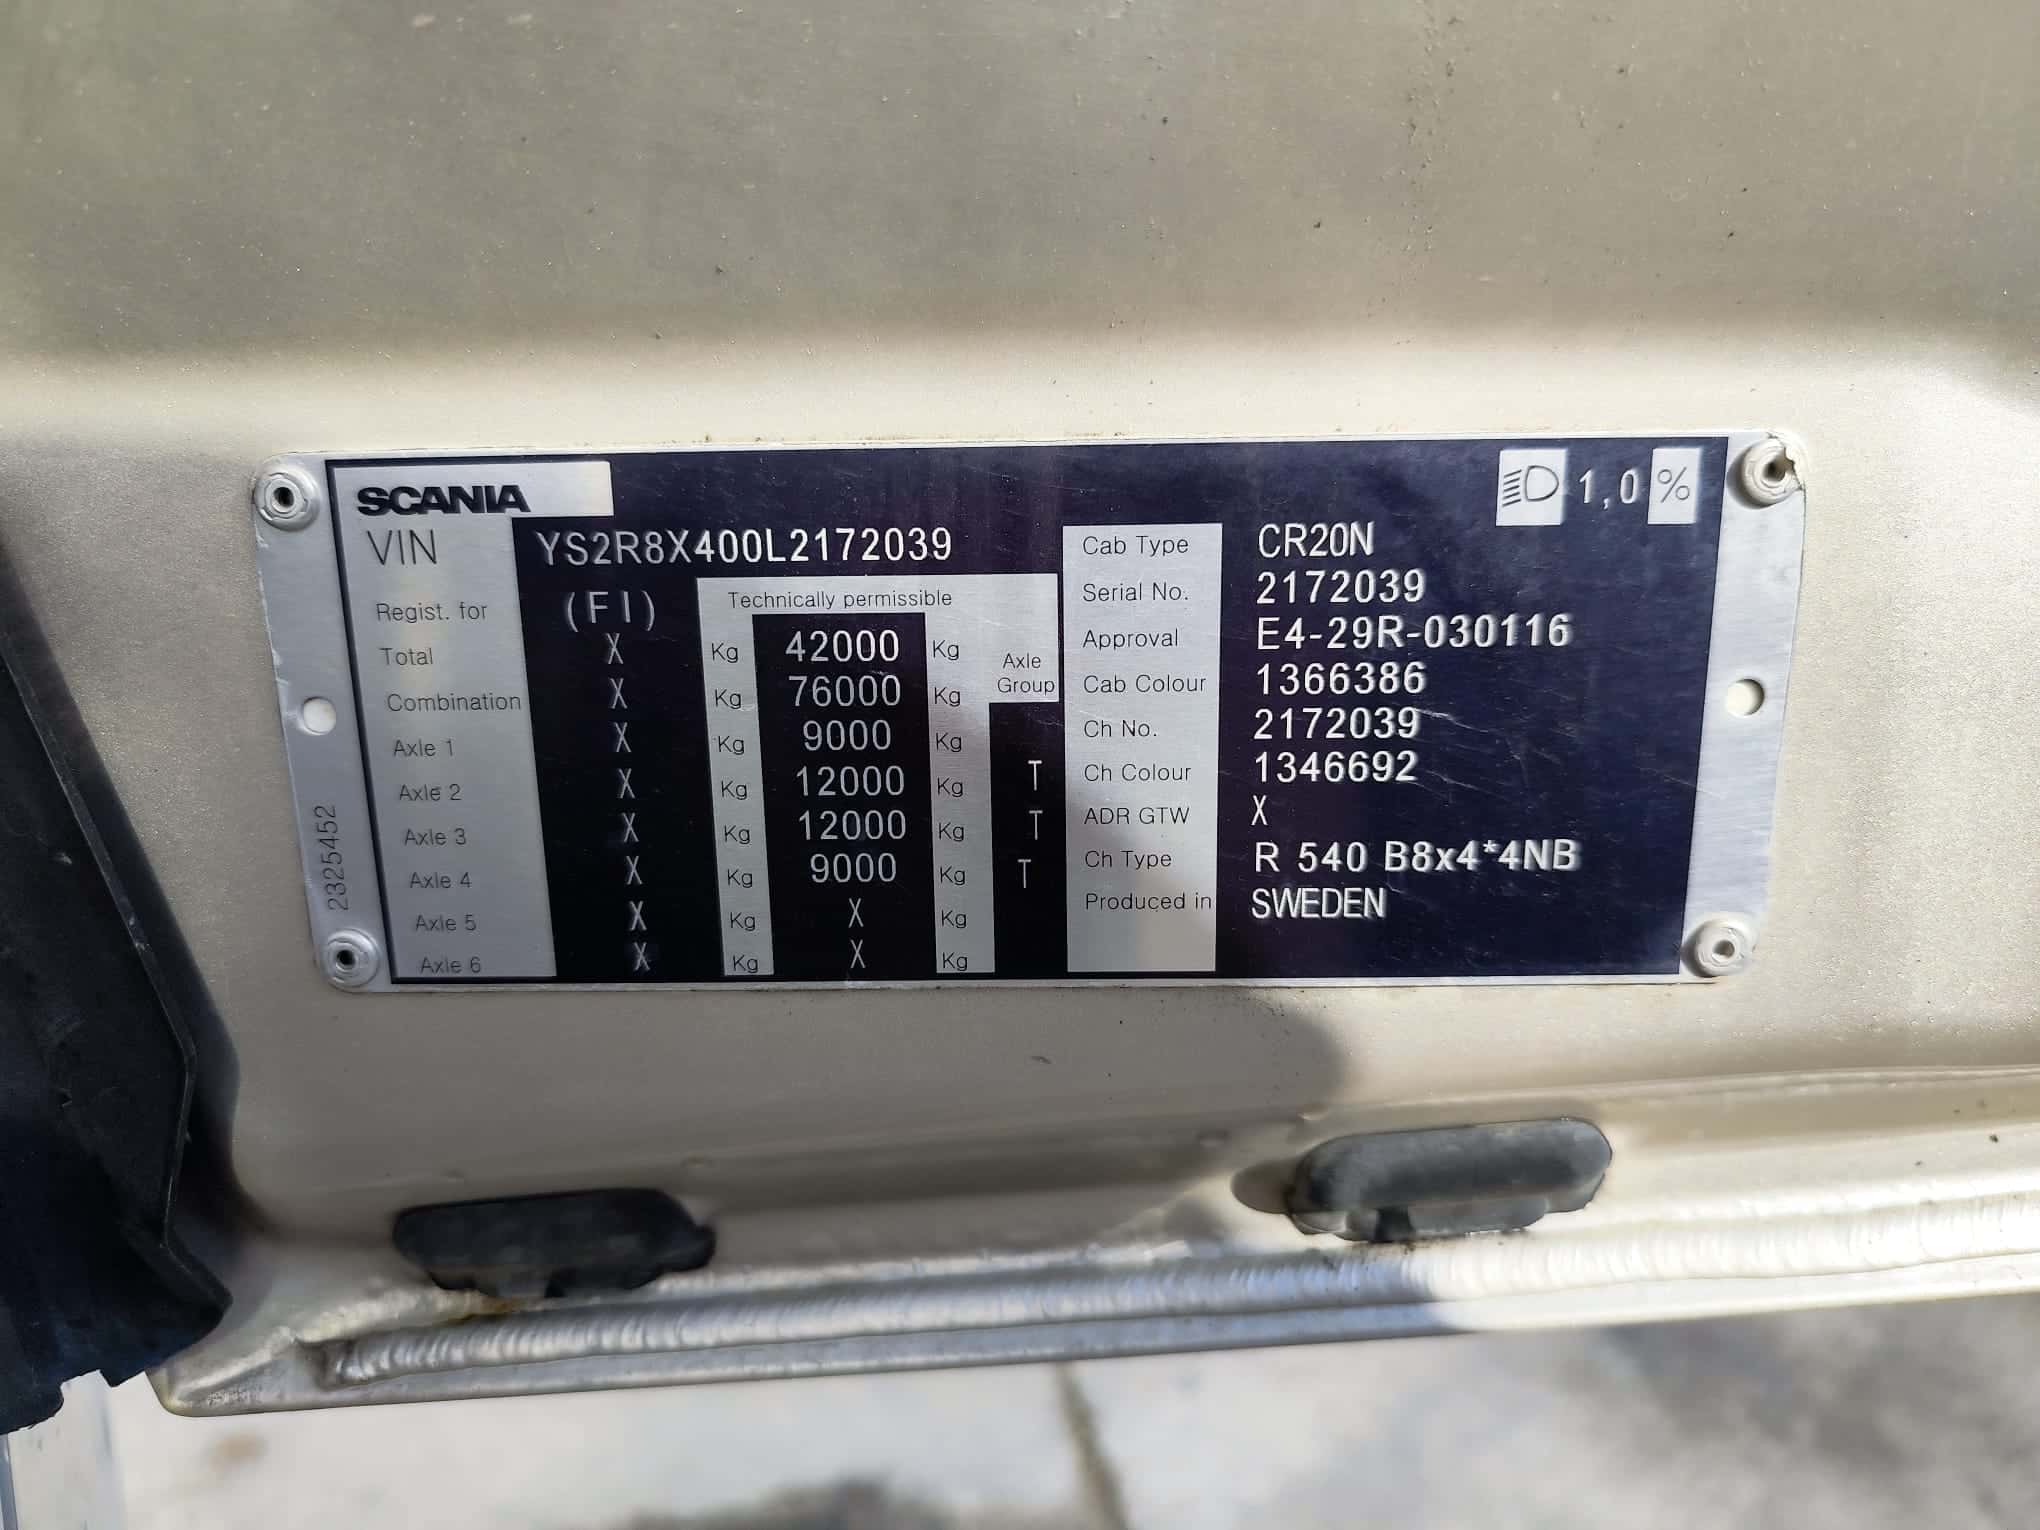 SCANIA
1,0 %
VIN YS2R8X400L2172039
Regist. for (FI) Technically permissible
Total X Kg 42000 Kg
Axle Group
Combination X Kg 76000 Kg
Axle 1 X Kg 9000 Kg
Axle 2 X Kg 12000 Kg T
Axle 3 X Kg 12000 Kg T
Axle 4 X Kg 9000 Kg T
Axle 5 X Kg X Kg
Axle 6 X Kg X Kg
Cab Type CR20N
Serial No. 2172039
Approval E4-29R-030116
Cab Colour 1366386
Ch No. 2172039
Ch Colour 1346692
ADR GTW X
Ch Type R 540 B8x4*4NB
Produced in SWEDEN
2325452